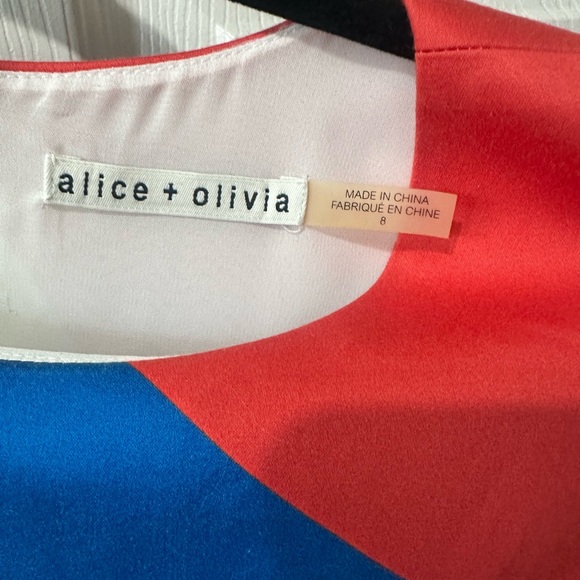 alice + olivia
MADE IN CHINA
FABRIQUÉ EN CHINE
8